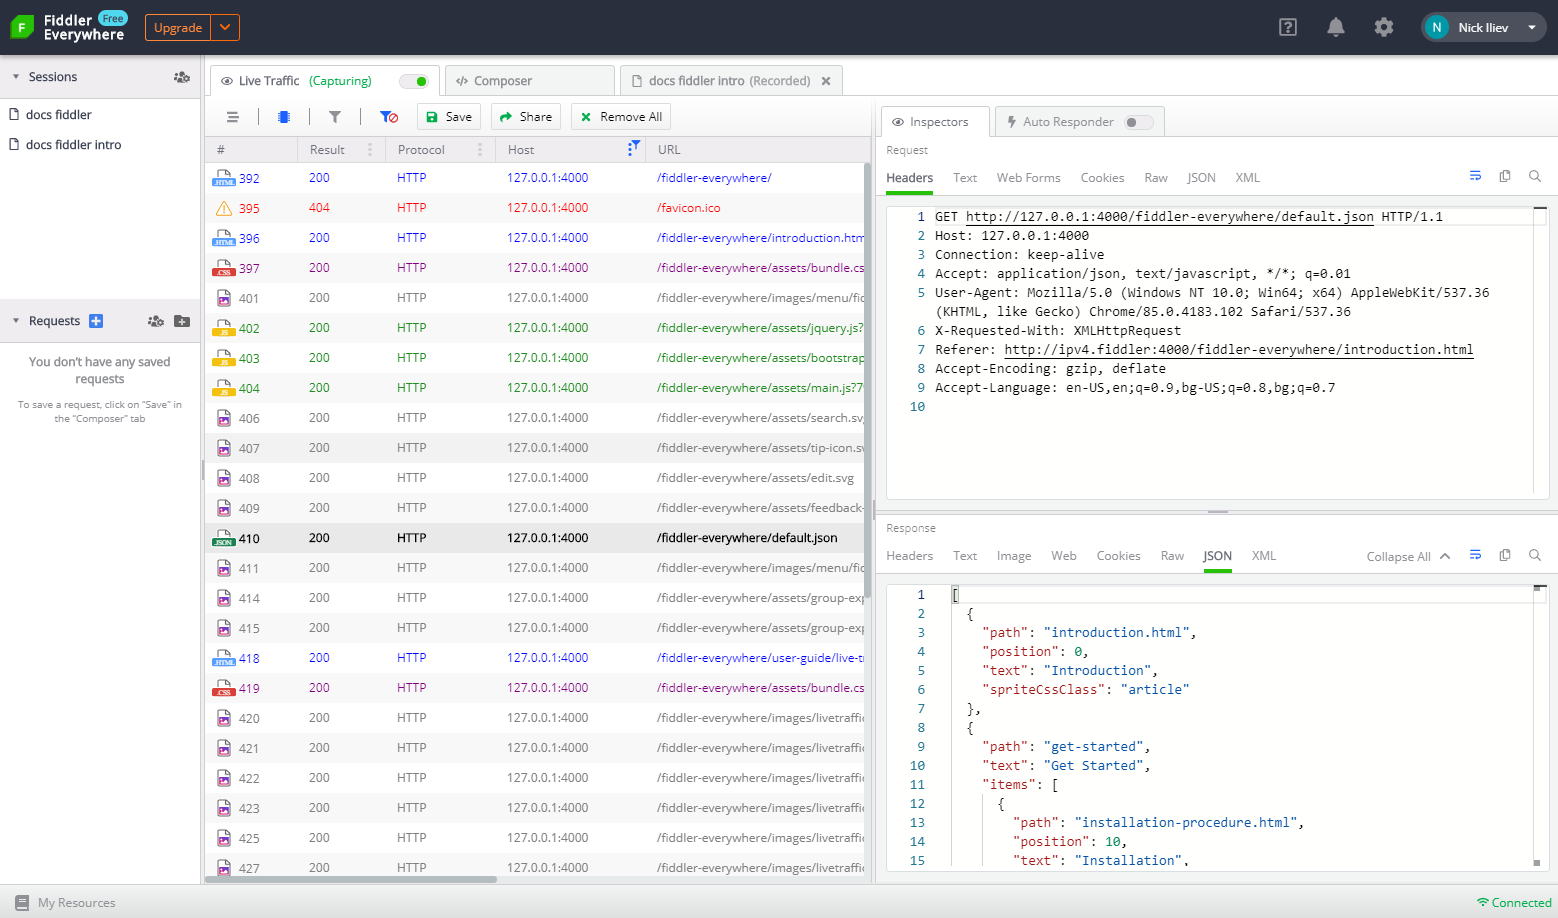 Fiddler Free
Everywhere
Upgrade
Nick Iliev
Sessions
docs fiddler
docs fiddler intro
Requests
You don't have any saved
requests
To save a request, click on "Save" in
the "Composer" tab
Live Traffic (Capturing)
Composer
docs fiddler intro (Recorded)
Save
Share
Remove All
# Result Protocol Host URL
392 200 HTTP 127.0.0.1:4000 /fiddler-everywhere/
395 404 HTTP 127.0.0.1:4000 /favicon.ico
396 200 HTTP 127.0.0.1:4000 /fiddler-everywhere/introduction.htm
397 200 HTTP 127.0.0.1:4000 /fiddler-everywhere/assets/bundle.cs
401 200 HTTP 127.0.0.1:4000 /fiddler-everywhere/images/menu/fid
402 200 HTTP 127.0.0.1:4000 /fiddler-everywhere/assets/jquery.js?
403 200 HTTP 127.0.0.1:4000 /fiddler-everywhere/assets/bootstrap
404 200 HTTP 127.0.0.1:4000 /fiddler-everywhere/assets/main.js?79
406 200 HTTP 127.0.0.1:4000 /fiddler-everywhere/assets/search.svg
407 200 HTTP 127.0.0.1:4000 /fiddler-everywhere/assets/tip-icon.sv
408 200 HTTP 127.0.0.1:4000 /fiddler-everywhere/assets/edit.svg
409 200 HTTP 127.0.0.1:4000 /fiddler-everywhere/assets/feedback-
410 200 HTTP 127.0.0.1:4000 /fiddler-everywhere/default.json
411 200 HTTP 127.0.0.1:4000 /fiddler-everywhere/images/menu/fid
414 200 HTTP 127.0.0.1:4000 /fiddler-everywhere/assets/group-exp
415 200 HTTP 127.0.0.1:4000 /fiddler-everywhere/assets/group-exp
418 200 HTTP 127.0.0.1:4000 /fiddler-everywhere/user-guide/live-tr
419 200 HTTP 127.0.0.1:4000 /fiddler-everywhere/assets/bundle.cs
420 200 HTTP 127.0.0.1:4000 /fiddler-everywhere/images/livetraffic
421 200 HTTP 127.0.0.1:4000 /fiddler-everywhere/images/livetraffic
422 200 HTTP 127.0.0.1:4000 /fiddler-everywhere/images/livetraffic
423 200 HTTP 127.0.0.1:4000 /fiddler-everywhere/images/livetraffic
425 200 HTTP 127.0.0.1:4000 /fiddler-everywhere/images/livetraffic
427 200 HTTP 127.0.0.1:4000 /fiddler-everywhere/images/livetraffic
Inspectors
Auto Responder
Request
Headers Text Web Forms Cookies Raw JSON XML
1 GET http://127.0.0.1:4000/fiddler-everywhere/default.json HTTP/1.1
2 Host: 127.0.0.1:4000
3 Connection: keep-alive
4 Accept: application/json, text/javascript, */*; q=0.01
5 User-Agent: Mozilla/5.0 (Windows NT 10.0; Win64; x64) AppleWebKit/537.36
(KHTML, like Gecko) Chrome/85.0.4183.102 Safari/537.36
6 X-Requested-With: XMLHttpRequest
7 Referer: http://ipv4.fiddler:4000/fiddler-everywhere/introduction.html
8 Accept-Encoding: gzip, deflate
9 Accept-Language: en-US,en;q=0.9,bg-US;q=0.8,bg;q=0.7
10
Response
Headers Text Image Web Cookies Raw JSON XML Collapse All
1 [
2 {
3 "path": "introduction.html",
4 "position": 0,
5 "text": "Introduction",
6 "spriteCssClass": "article"
7 },
8 {
9 "path": "get-started",
10 "text": "Get Started",
11 "items": [
12 {
13 "path": "installation-procedure.html",
14 "position": 10,
15 "text": "Installation",
My Resources
Connected